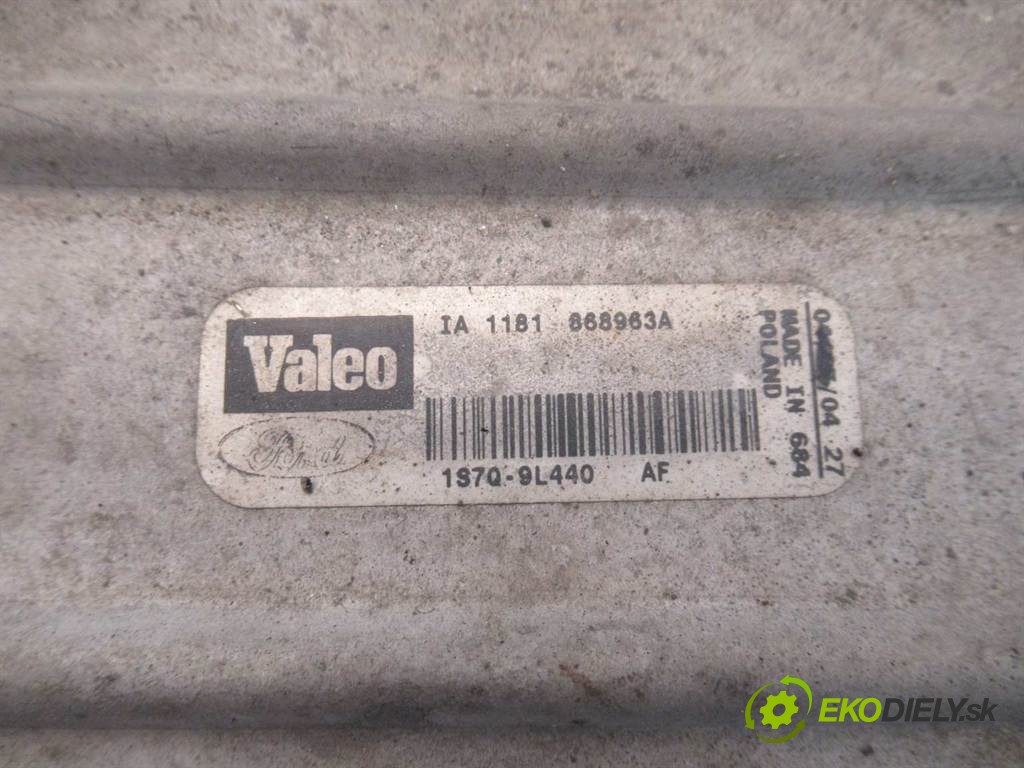 Valeo
IA 1181 868963A
1S7Q-9L440 AF
/04 27
MADE IN 684
POLAND
EKODIELY.sk